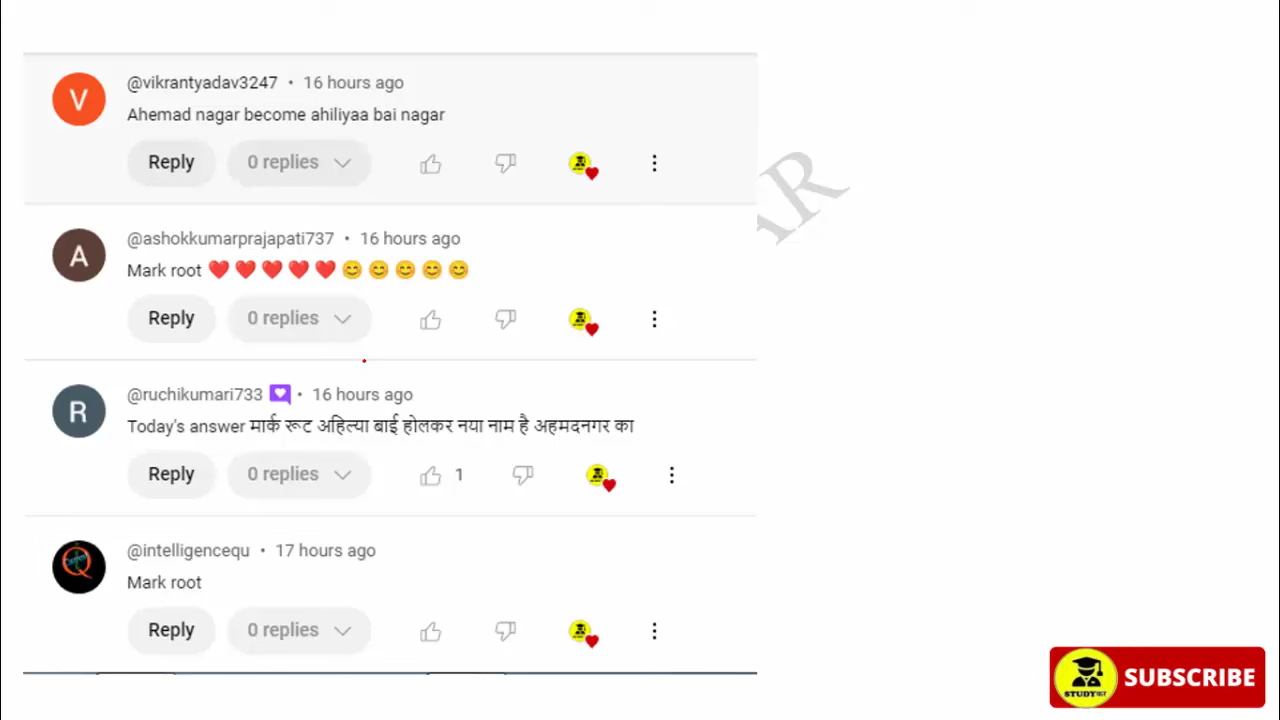 V
@vikrantyadav3247 • 16 hours ago
Ahemad nagar become ahiliyaa bai nagar
Reply 0 replies
A
@ashokkumarprajapati737 • 16 hours ago
Mark root ❤️❤️❤️❤️❤️😊😊😊😊😊
Reply 0 replies
R
@ruchikumari733 • 16 hours ago
Today's answer मार्क रूट अहिल्या बाई होलकर नया नाम है अहमदनगर का
Reply 0 replies 1
@intelligencequ • 17 hours ago
Mark root
Reply 0 replies
STUDY
SUBSCRIBE